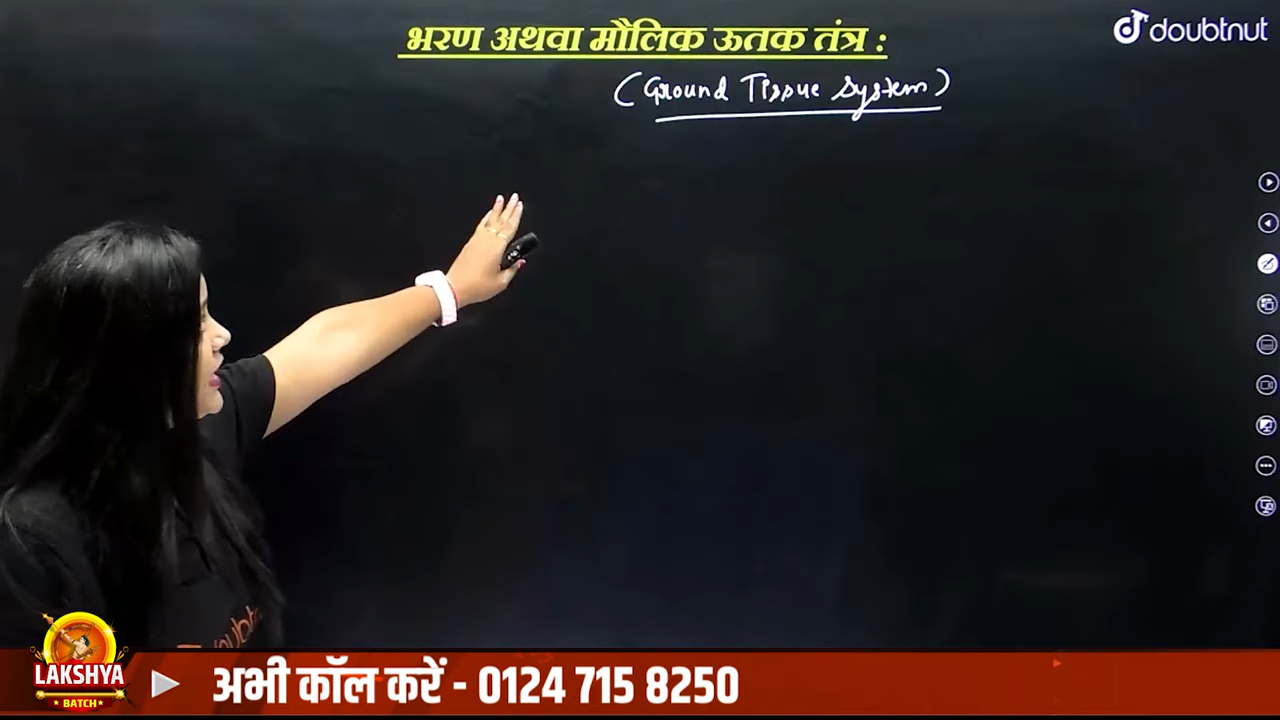 भरण अथवा मौलिक ऊतक तंत्र :
doubtnut
(Ground Tissue System)
LAKSHYA
BATCH
अभी कॉल करें - 0124 715 8250